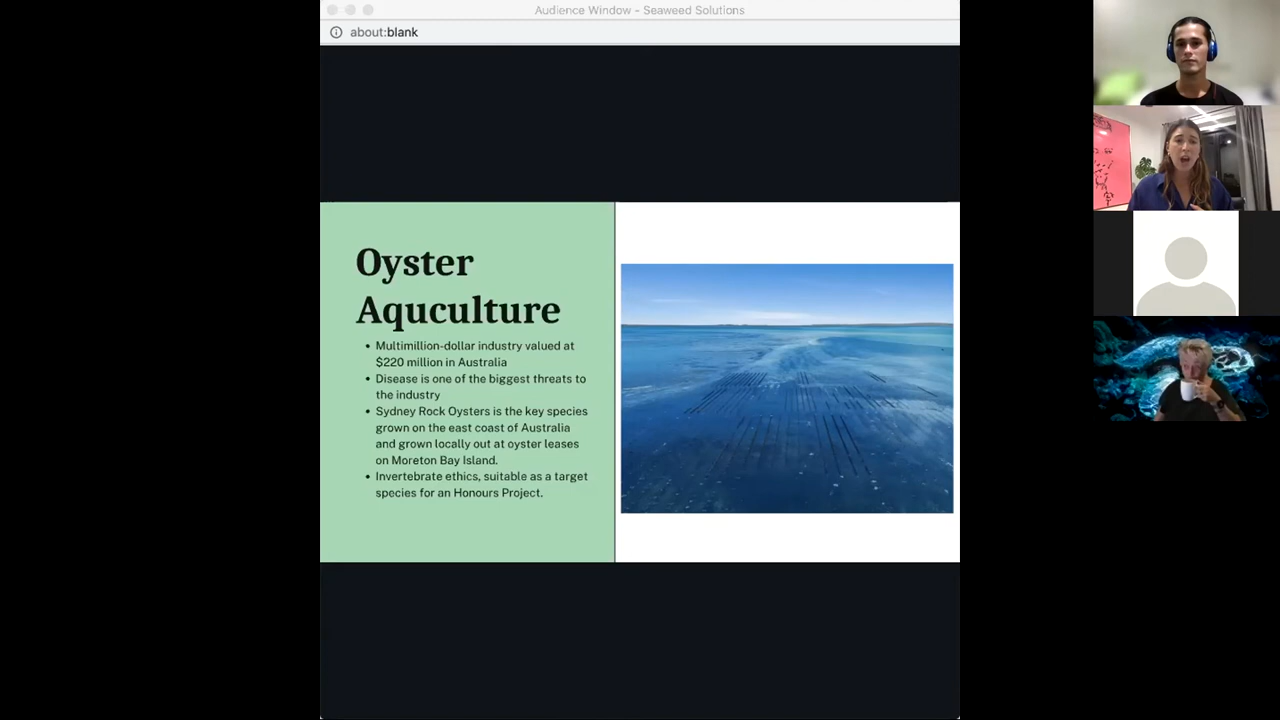 Audience Window – Seaweed Solutions
about:blank
Oyster
Aquculture
• Multimillion-dollar industry valued at
$220 million in Australia
• Disease is one of the biggest threats to
the industry
• Sydney Rock Oysters is the key species
grown on the east coast of Australia
and grown locally out at oyster leases
on Moreton Bay Island.
• Invertebrate ethics, suitable as a target
species for an Honours Project.